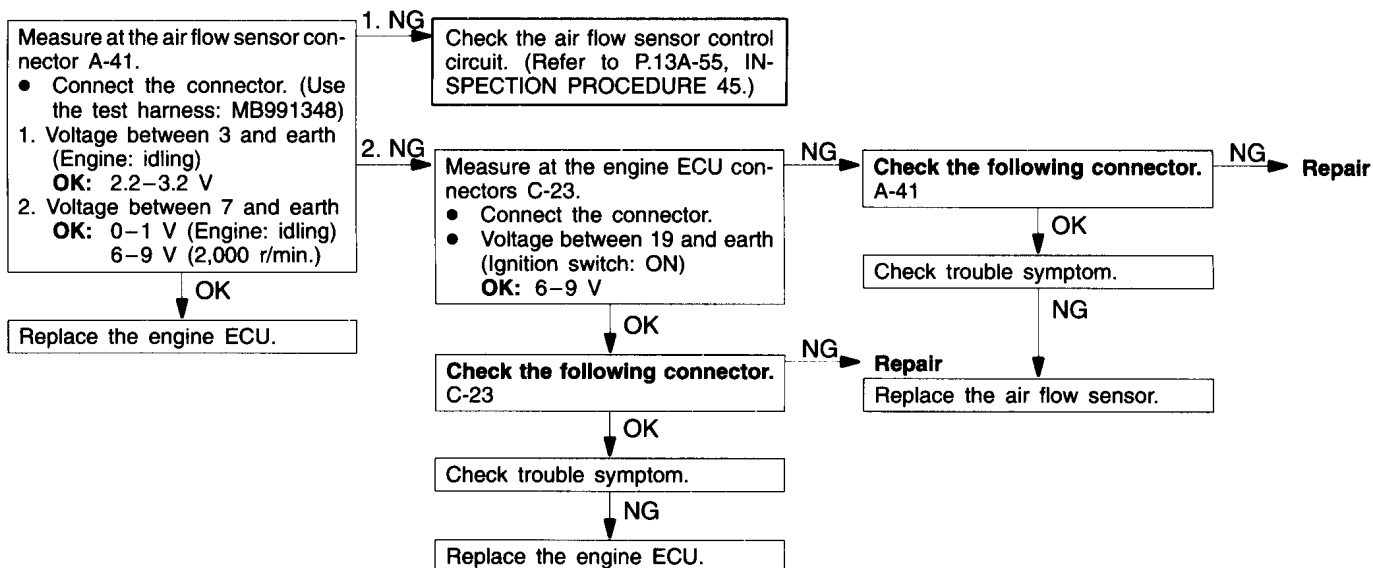 Measure at the air flow sensor con-
nector A-41.
● Connect the connector. (Use
the test harness: MB991348)
1. Voltage between 3 and earth
(Engine: idling)
OK: 2.2–3.2 V
2. Voltage between 7 and earth
OK: 0–1 V (Engine: idling)
6–9 V (2,000 r/min.)
OK
Replace the engine ECU.
1. NG
Check the air flow sensor control
circuit. (Refer to P.13A-55, IN-
SPECTION PROCEDURE 45.)
2. NG
Measure at the engine ECU con-
nectors C-23.
● Connect the connector.
● Voltage between 19 and earth
(Ignition switch: ON)
OK: 6–9 V
OK
Check the following connector.
C-23
OK
Check trouble symptom.
NG
Replace the engine ECU.
NG
Repair
NG
Check the following connector.
A-41
NG
Repair
OK
Check trouble symptom.
NG
Replace the air flow sensor.